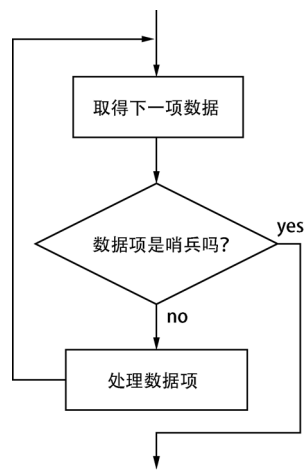 取得下一项数据
数据项是哨兵吗?
yes
no
处理数据项